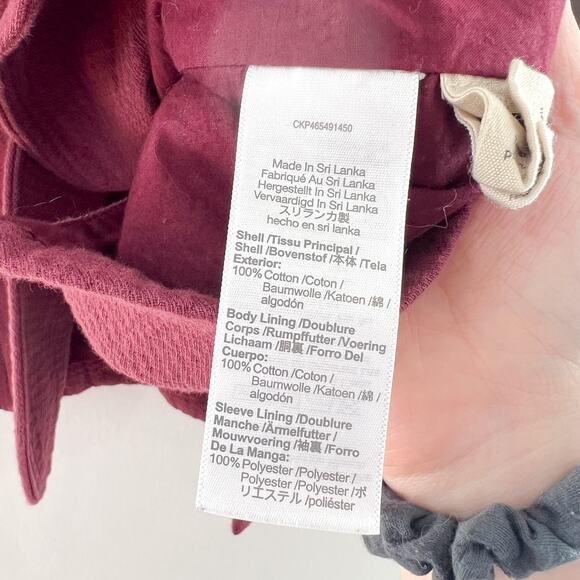 CKP465491450
Made In Sri Lanka
Fabriqué Au Sri Lanka
Hergestellt In Sri Lanka
Vervaardigd In Sri Lanka
スリランカ製
hecho en sri lanka
Shell /Tissu Principal /
Shell /Bovenstof /本体 /Tela
Exterior:
100% Cotton /Coton /
Baumwolle /Katoen /綿 /
algodón
Body Lining /Doublure
Corps /Rumpffutter /Voering
Lichaam /胴裏 /Forro Del
Cuerpo:
100% Cotton /Coton /
Baumwolle /Katoen /綿 /
algodón
Sleeve Lining /Doublure
Manche /Ärmelfutter /
Mouwvoering /袖裏 /Forro
De La Manga:
100% Polyester /Polyester /
Polyester /Polyester /ポ
リエステル /poliéster